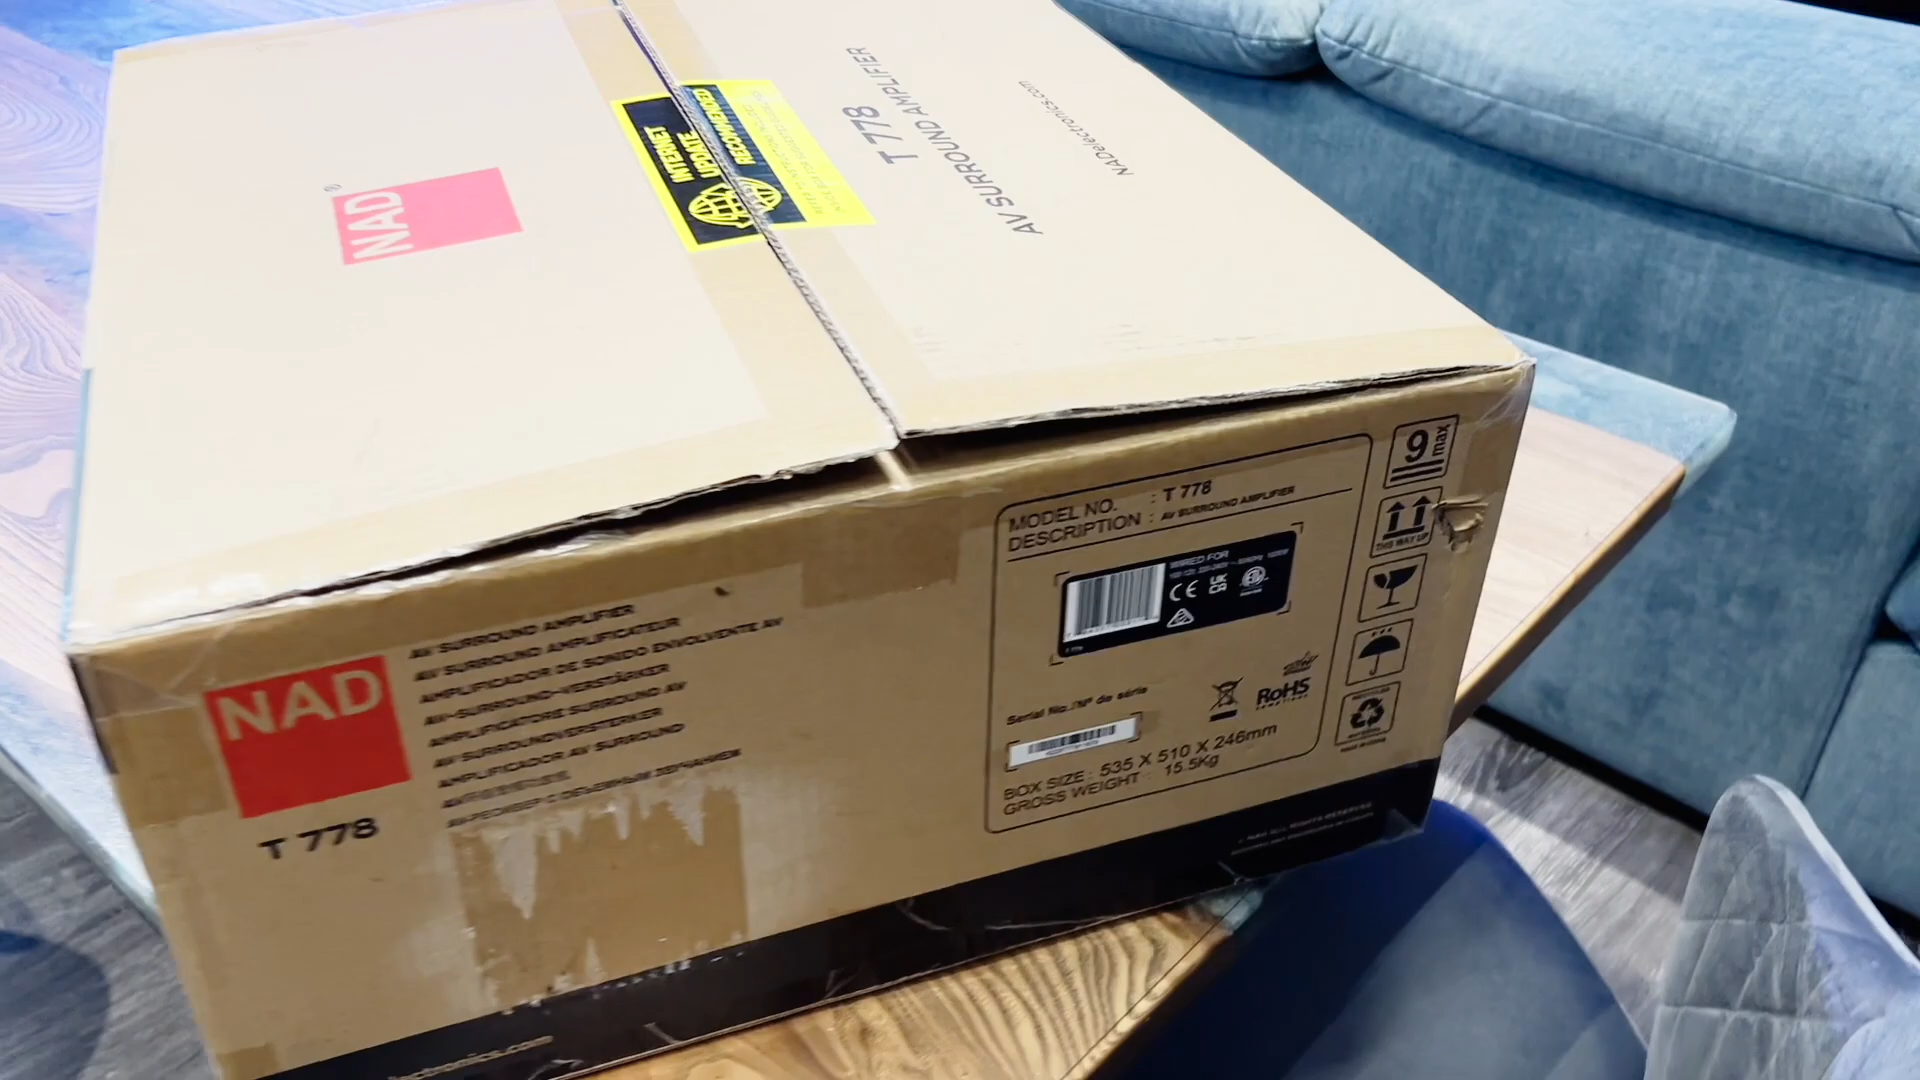 NAD
INTERNET
UPDATE
RECOMMENDED
T 778
AV SURROUND AMPLIFIER
NADelectronics.com
NAD
T 778
AV SURROUND AMPLIFIER
AV SURROUND AMPLIFICATEUR
AMPLIFICADOR DE SONIDO ENVOLVENTE AV
AV-SURROUND-VERSTÄRKER
AMPLIFICATORE SURROUND AV
AV SURROUNDVERSTERKER
AMPLIFICADOR AV SURROUND
MODEL NO. : T 778
DESCRIPTION : AV SURROUND AMPLIFIER
WIRED FOR
CE UK CA
Serial No./Nº de série
RoHS
BOX SIZE : 535 X 510 X 246mm
GROSS WEIGHT : 15.5Kg
9 max
THIS WAY UP